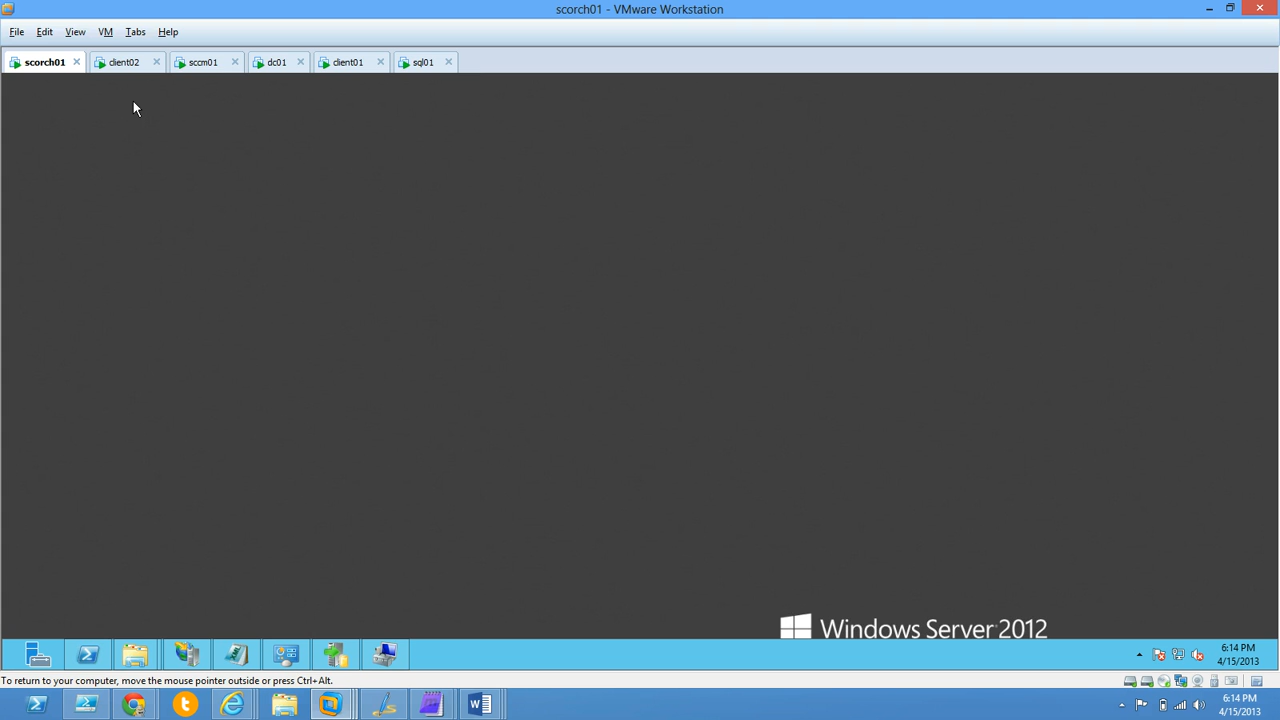 scorch01 - VMware Workstation
File Edit View VM Tabs Help
scorch01 client02 sccm01 dc01 client01 sql01
Windows Server 2012
6:14 PM
4/15/2013
To return to your computer, move the mouse pointer outside or press Ctrl+Alt.
6:14 PM
4/15/2013